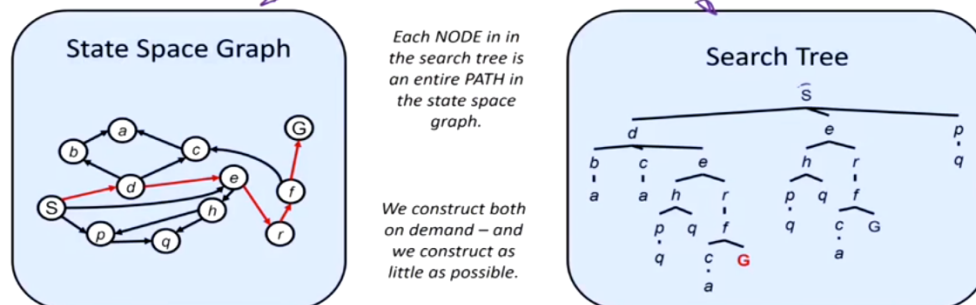 State Space Graph
G
a
b
c
d
e
f
S
h
p
q
r
Each NODE in in
the search tree is
an entire PATH in
the state space
graph.
We construct both
on demand – and
we construct as
little as possible.
Search Tree
S
d e p
b c e h r q
a a h r p q f
p q f q c G
q c G a
a